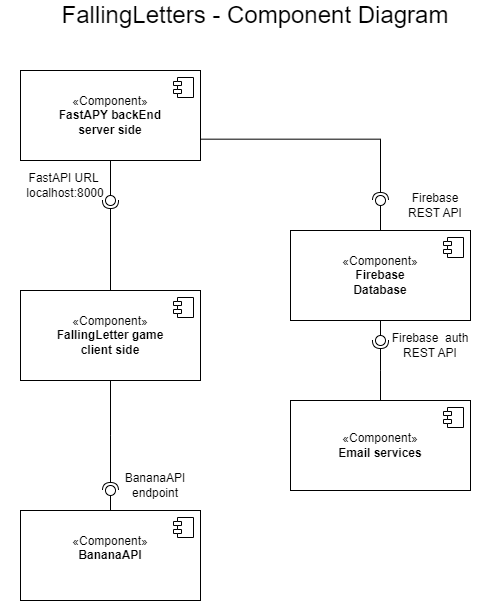 FallingLetters - Component Diagram
«Component»
FastAPY backEnd
server side
FastAPI URL
localhost:8000
Firebase
REST API
«Component»
Firebase
Database
«Component»
FallingLetter game
client side
Firebase auth
REST API
«Component»
Email services
BananaAPI
endpoint
«Component»
BananaAPI